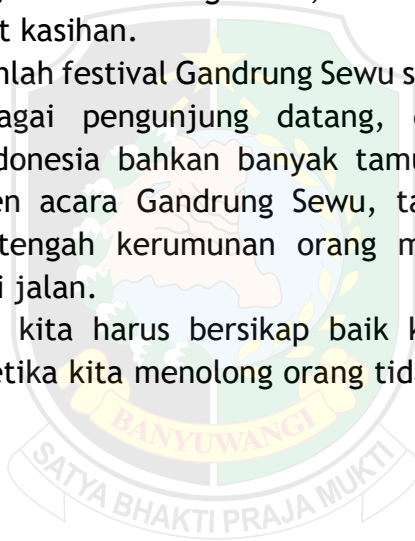 t kasihan.
nlah festival Gandrung Sewu s
agai pengunjung datang,
donesia bahkan banyak tamu
en acara Gandrung Sewu, ta
tengah kerumunan orang m
i jalan.
kita harus bersikap baik k
etika kita menolong orang tida
BANYUWANGI
SATYA BHAKTI PRAJA MUKTI